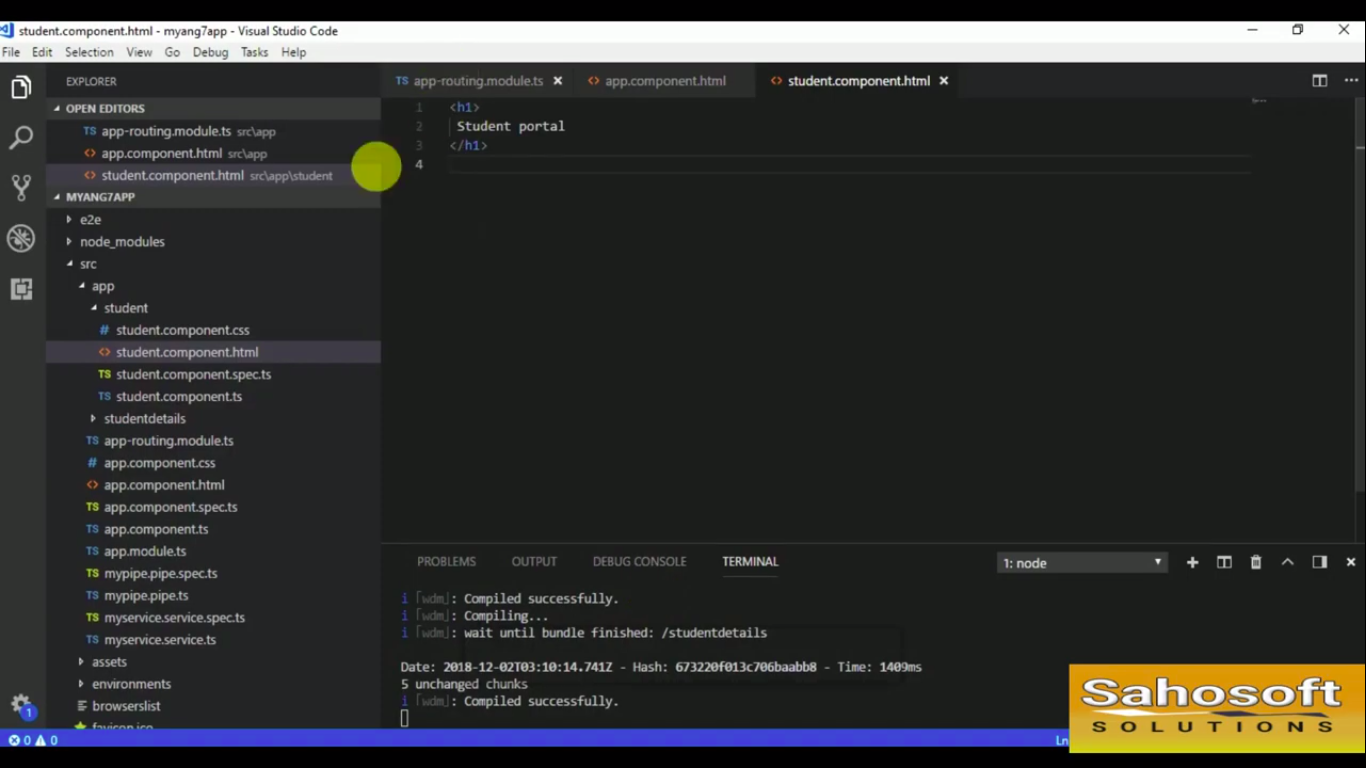 student.component.html - myang7app - Visual Studio Code
File Edit Selection View Go Debug Tasks Help
EXPLORER
OPEN EDITORS
TS app-routing.module.ts src\app
<> app.component.html src\app
<> student.component.html src\app\student
MYANG7APP
e2e
node_modules
src
app
student
# student.component.css
<> student.component.html
TS student.component.spec.ts
TS student.component.ts
studentdetails
TS app-routing.module.ts
# app.component.css
<> app.component.html
TS app.component.spec.ts
TS app.component.ts
TS app.module.ts
TS mypipe.pipe.spec.ts
TS mypipe.pipe.ts
TS myservice.service.spec.ts
TS myservice.service.ts
assets
environments
browserslist
favicon.ico
1
0 0
TS app-routing.module.ts <> app.component.html <> student.component.html
1 <h1>
2 Student portal
3 </h1>
4
PROBLEMS OUTPUT DEBUG CONSOLE TERMINAL 1: node
i ｢wdm｣: Compiled successfully.
i ｢wdm｣: Compiling...
i ｢wdm｣: wait until bundle finished: /studentdetails
Date: 2018-12-02T03:10:14.741Z - Hash: 673220f013c706baabb8 - Time: 1409ms
5 unchanged chunks
i ｢wdm｣: Compiled successfully.
Ln
Sahosoft
SOLUTIONS